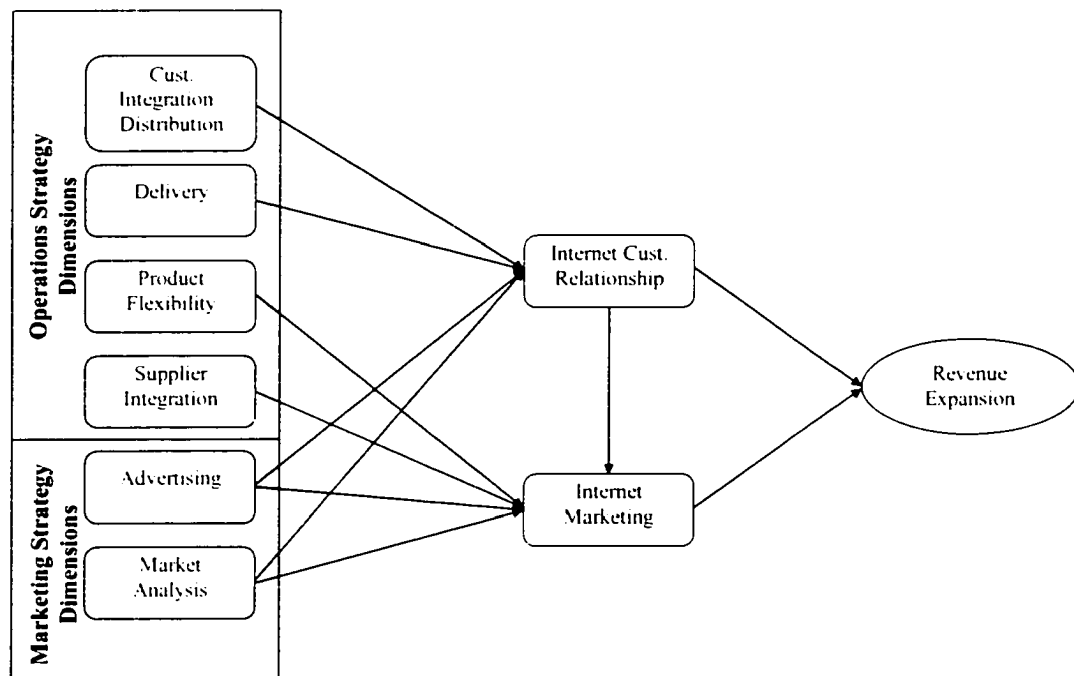 Operations Strategy
Dimensions
Cust.
Integration
Distribution
Delivery
Product
Flexibility
Supplier
Integration
Marketing Strategy
Dimensions
Advertising
Market
Analysis
Internet Cust.
Relationship
Internet
Marketing
Revenue
Expansion